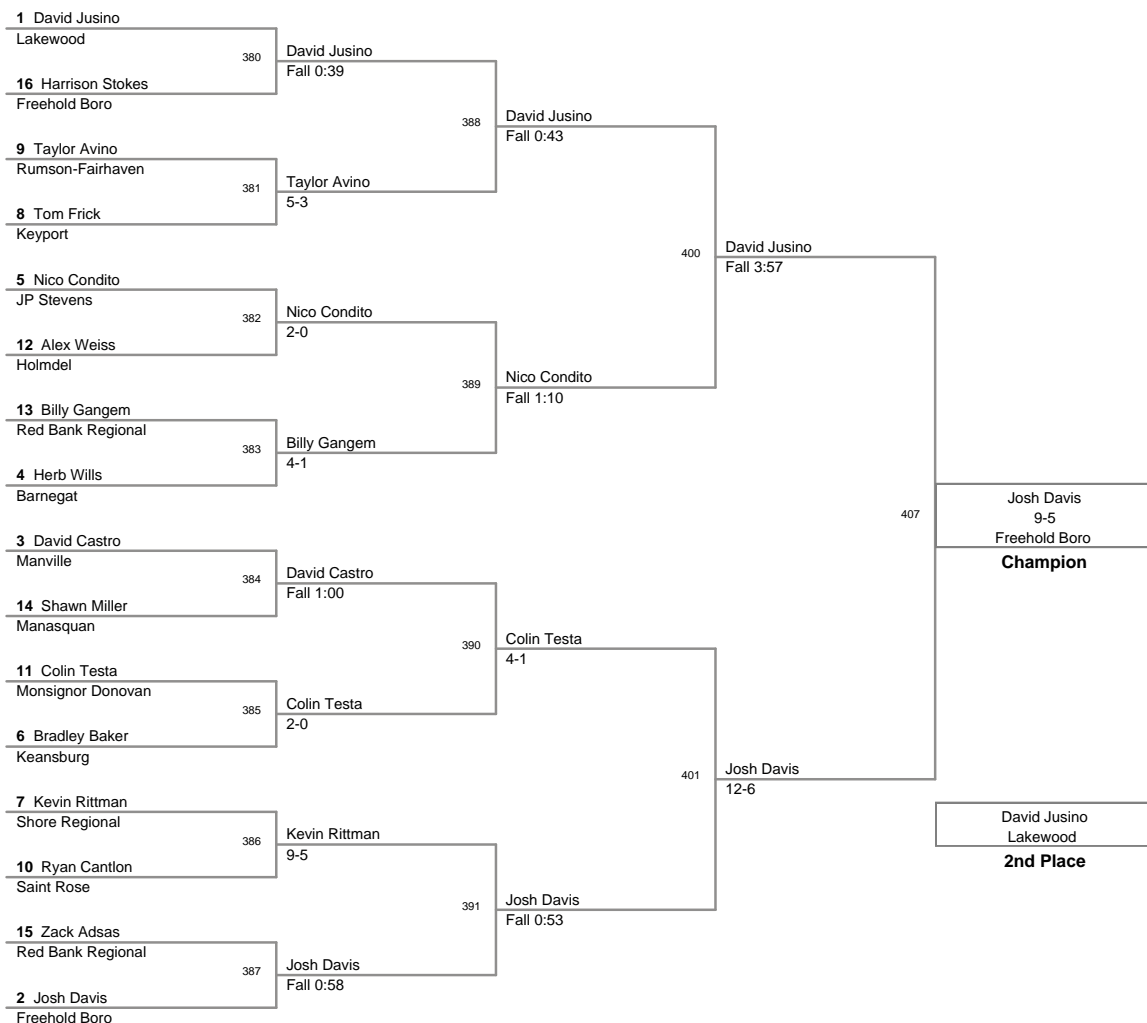 1 David Jusino
Lakewood
380
16 Harrison Stokes
Freehold Boro
David Jusino
Fall 0:39
9 Taylor Avino
Rumson-Fairhaven
381
8 Tom Frick
Keyport
Taylor Avino
5-3
388
David Jusino
Fall 0:43
5 Nico Condito
JP Stevens
382
12 Alex Weiss
Holmdel
Nico Condito
2-0
13 Billy Gangem
Red Bank Regional
383
4 Herb Wills
Barnegat
Billy Gangem
4-1
389
Nico Condito
Fall 1:10
400
David Jusino
Fall 3:57
3 David Castro
Manville
384
14 Shawn Miller
Manasquan
David Castro
Fall 1:00
11 Colin Testa
Monsignor Donovan
385
6 Bradley Baker
Keansburg
Colin Testa
2-0
390
Colin Testa
4-1
7 Kevin Rittman
Shore Regional
386
10 Ryan Cantlon
Saint Rose
Kevin Rittman
9-5
15 Zack Adsas
Red Bank Regional
387
2 Josh Davis
Freehold Boro
Josh Davis
Fall 0:58
391
Josh Davis
Fall 0:53
401
Josh Davis
12-6
407
Josh Davis
9-5
Freehold Boro
Champion
David Jusino
Lakewood
2nd Place